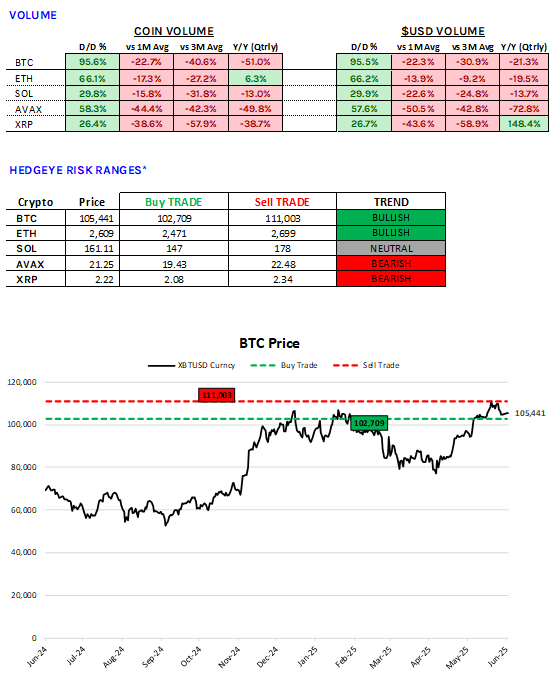 VOLUME
COIN VOLUME $USD VOLUME
D/D % vs 1M Avg vs 3M Avg Y/Y (Qtrly) D/D % vs 1M Avg vs 3M Avg Y/Y (Qtrly)
BTC 95.6% -22.7% -40.6% -51.0% 95.5% -22.3% -30.9% -21.3%
ETH 66.1% -17.3% -27.2% 6.3% 66.2% -13.9% -9.2% -19.5%
SOL 29.8% -15.8% -31.8% -13.0% 29.9% -22.6% -24.8% -13.7%
AVAX 58.3% -44.4% -42.3% -49.8% 57.6% -50.5% -42.8% -72.8%
XRP 26.4% -38.6% -57.9% -38.7% 26.7% -43.6% -58.9% 148.4%
HEDGEYE RISK RANGES*
Crypto Price Buy TRADE Sell TRADE TREND
BTC 105,441 102,709 111,003 BULLISH
ETH 2,609 2,471 2,699 BULLISH
SOL 161.11 147 178 NEUTRAL
AVAX 21.25 19.43 22.48 BEARISH
XRP 2.22 2.08 2.34 BEARISH
BTC Price
XBTUSD Curncy Buy Trade Sell Trade
120,000
111,003
100,000
102,709
105,441
80,000
60,000
40,000
20,000
0
Jun-24 Jul-24 Aug-24 Sep-24 Oct-24 Nov-24 Dec-24 Jan-25 Feb-25 Mar-25 Apr-25 May-25 Jun-25